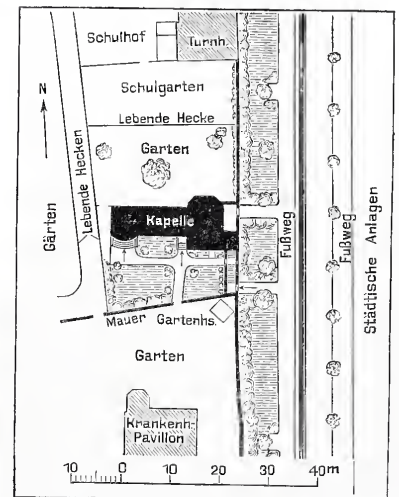 Schulhof
Turnh.
Schulgarten
N
Lebende Hecke
Garten
Lebende Hecken
Gärten
Kapelle
Fußweg
Fußweg
Städtische Anlagen
Mauer Gartenhs.
Garten
Krankenh-
Pavillon
10 0 10 20 30 40m